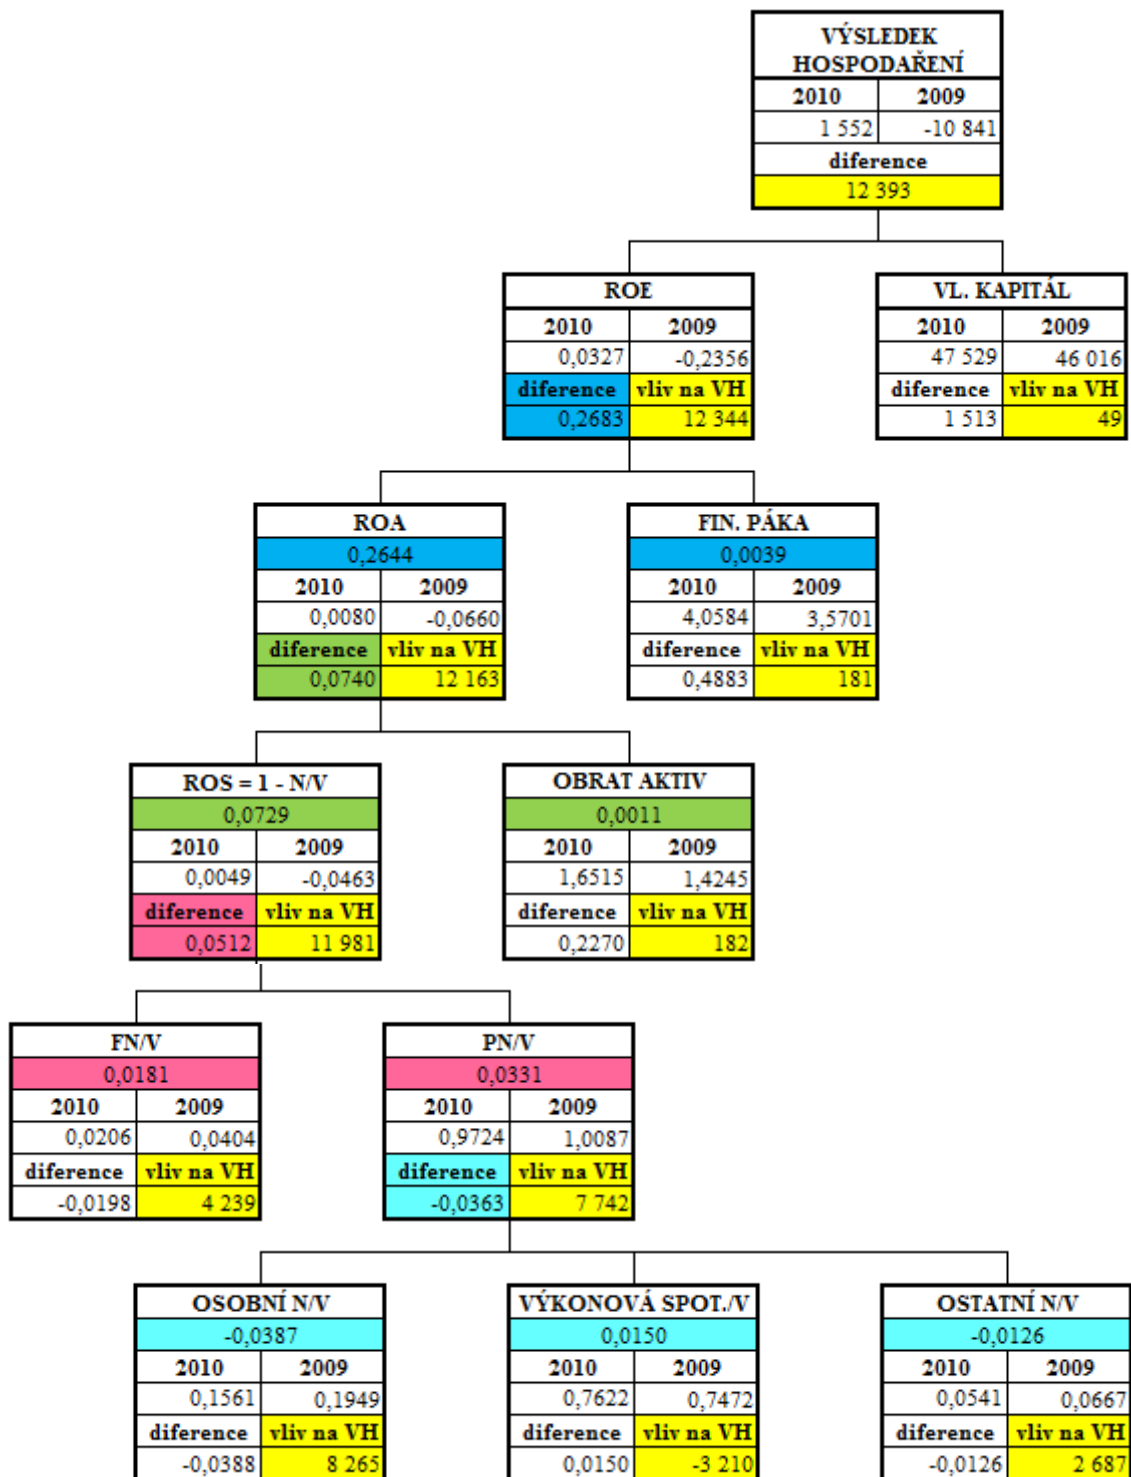 VÝSLEDEK
HOSPODAŘENÍ
2010 2009
1 552 -10 841
diference
12 393
ROE
2010 2009
0,0327 -0,2356
diference vliv na VH
0,2683 12 344
VL. KAPITÁL
2010 2009
47 529 46 016
diference vliv na VH
1 513 49
ROA
0,2644
2010 2009
0,0080 -0,0660
diference vliv na VH
0,0740 12 163
FIN. PÁKA
0,0039
2010 2009
4,0584 3,5701
diference vliv na VH
0,4883 181
ROS = 1 - N/V
0,0729
2010 2009
0,0049 -0,0463
diference vliv na VH
0,0512 11 981
OBRAT AKTIV
0,0011
2010 2009
1,6515 1,4245
diference vliv na VH
0,2270 182
FN/V
0,0181
2010 2009
0,0206 0,0404
diference vliv na VH
-0,0198 4 239
PN/V
0,0331
2010 2009
0,9724 1,0087
diference vliv na VH
-0,0363 7 742
OSOBNÍ N/V
-0,0387
2010 2009
0,1561 0,1949
diference vliv na VH
-0,0388 8 265
VÝKONOVÁ SPOT./V
0,0150
2010 2009
0,7622 0,7472
diference vliv na VH
0,0150 -3 210
OSTATNÍ N/V
-0,0126
2010 2009
0,0541 0,0667
diference vliv na VH
-0,0126 2 687